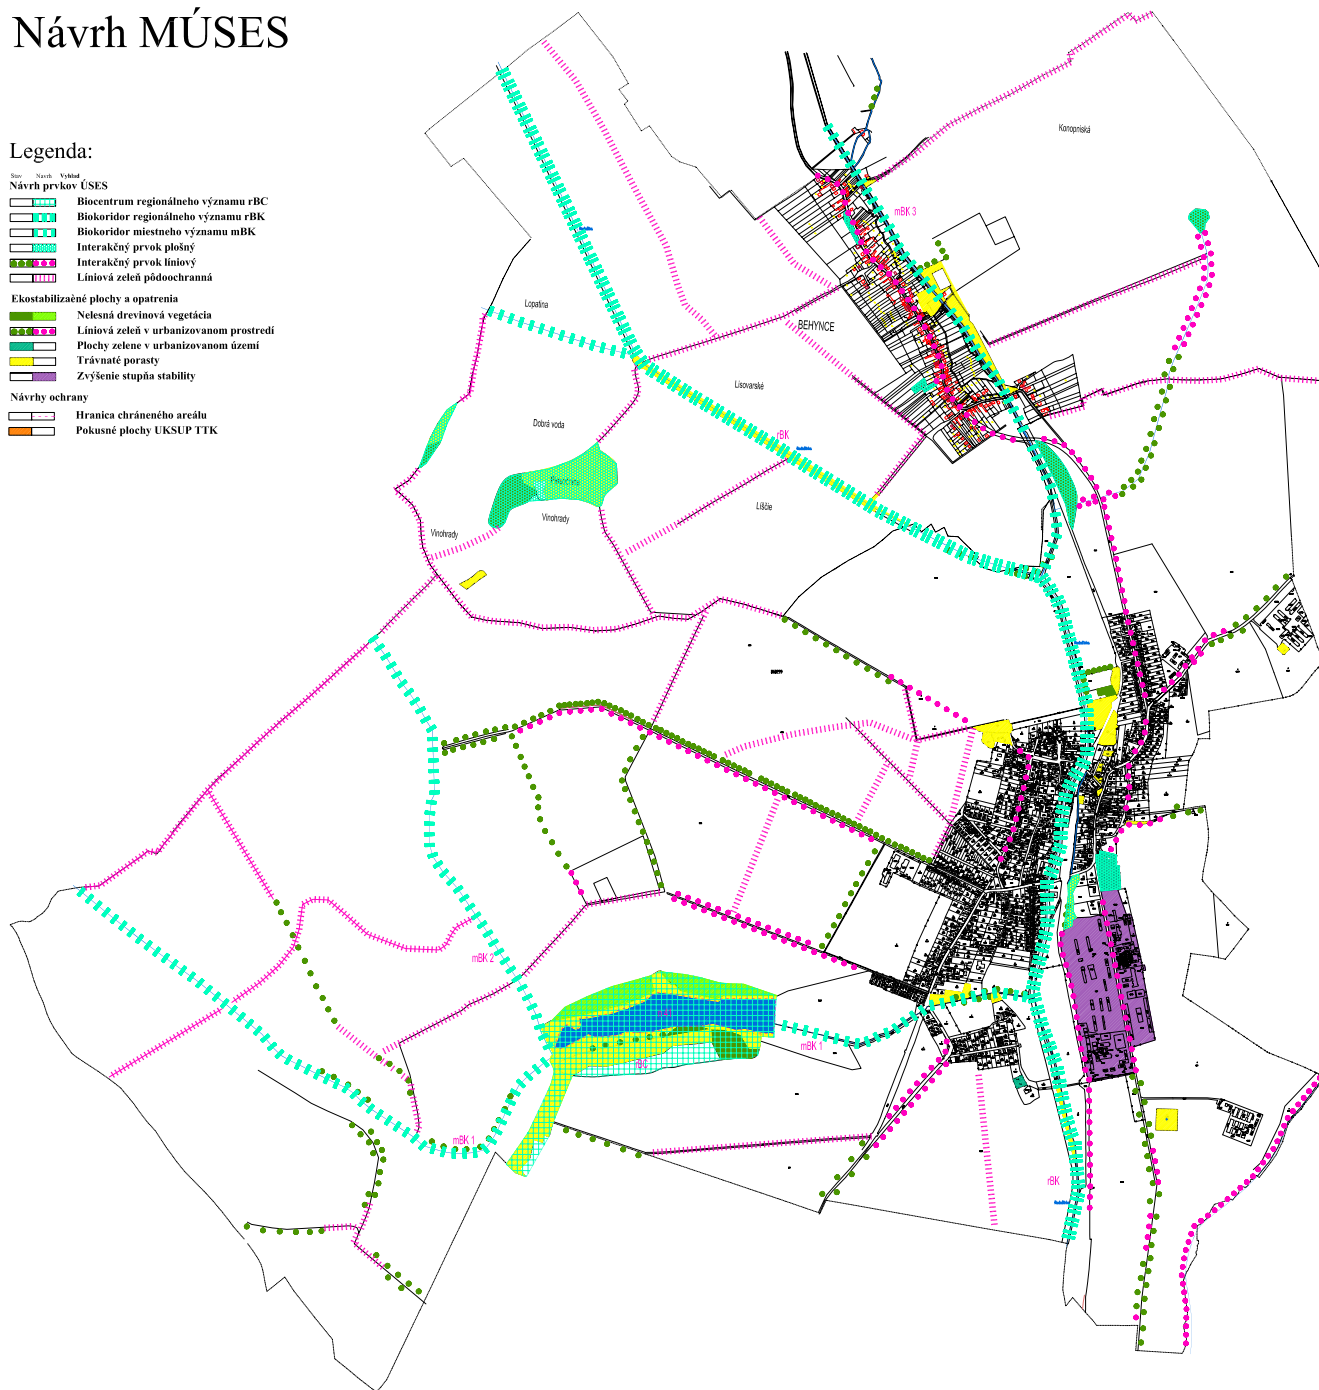 Návrh MÚSES
Legenda:
Stav Navrh Vyhlad
Návrh prvkov ÚSES
Biocentrum regionálneho významu rBC
Biokoridor regionálneho významu rBK
Biokoridor miestneho významu mBK
Interakčný prvok plošný
Interakčný prvok líniový
Líniová zeleň pôdoochranná
Ekostabilizaèné plochy a opatrenia
Nelesná drevinová vegetácia
Líniová zeleň v urbanizovanom prostredí
Plochy zelene v urbanizovanom území
Trávnaté porasty
Zvýšenie stupňa stability
Návrhy ochrany
Hranica chráneného areálu
Pokusné plochy UKSUP TTK
Konopniská
mBK 3
Lopatina
BEHYNCE
Lisovarské
Dobrá voda
rBK
Líščie
Vinohrady
Vinohrady
mBK 2
mBK 1
rBC
mBK 1
rBK